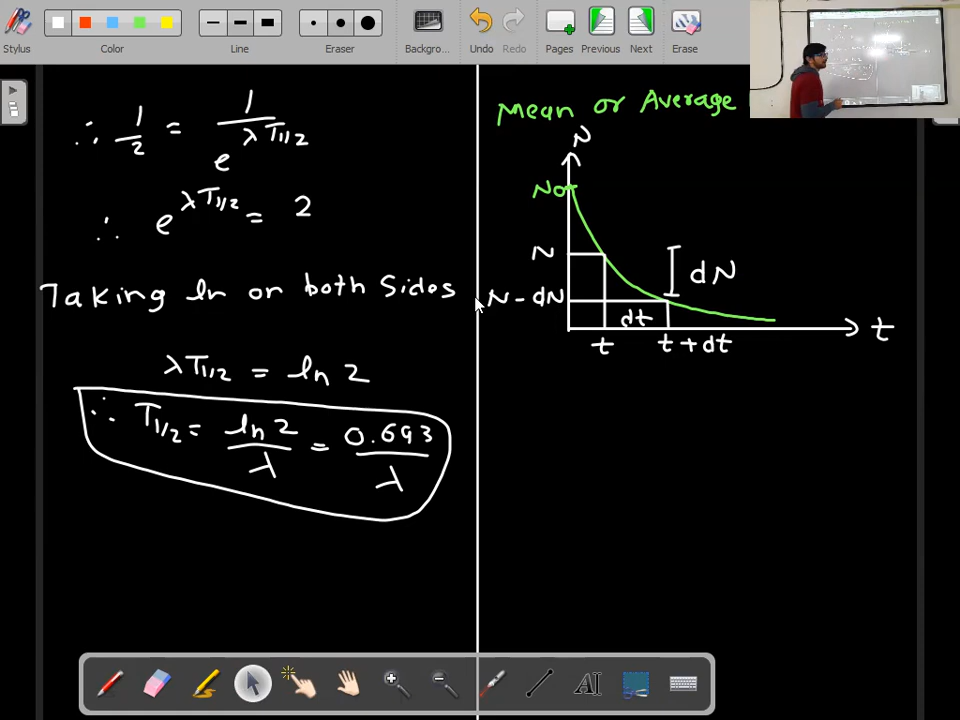 Stylus Color Line Eraser Backgro... Undo Redo Pages Previous Next Erase
∴ 1/2 = 1/e^λT1/2
∴ e^λT1/2 = 2
Taking ln on both Sides
λT1/2 = ln 2
∴ T1/2 = ln 2/λ = 0.693/λ
Mean or Average
N
No
N
dN
N - dN
dt
t
t + dt
t
AI